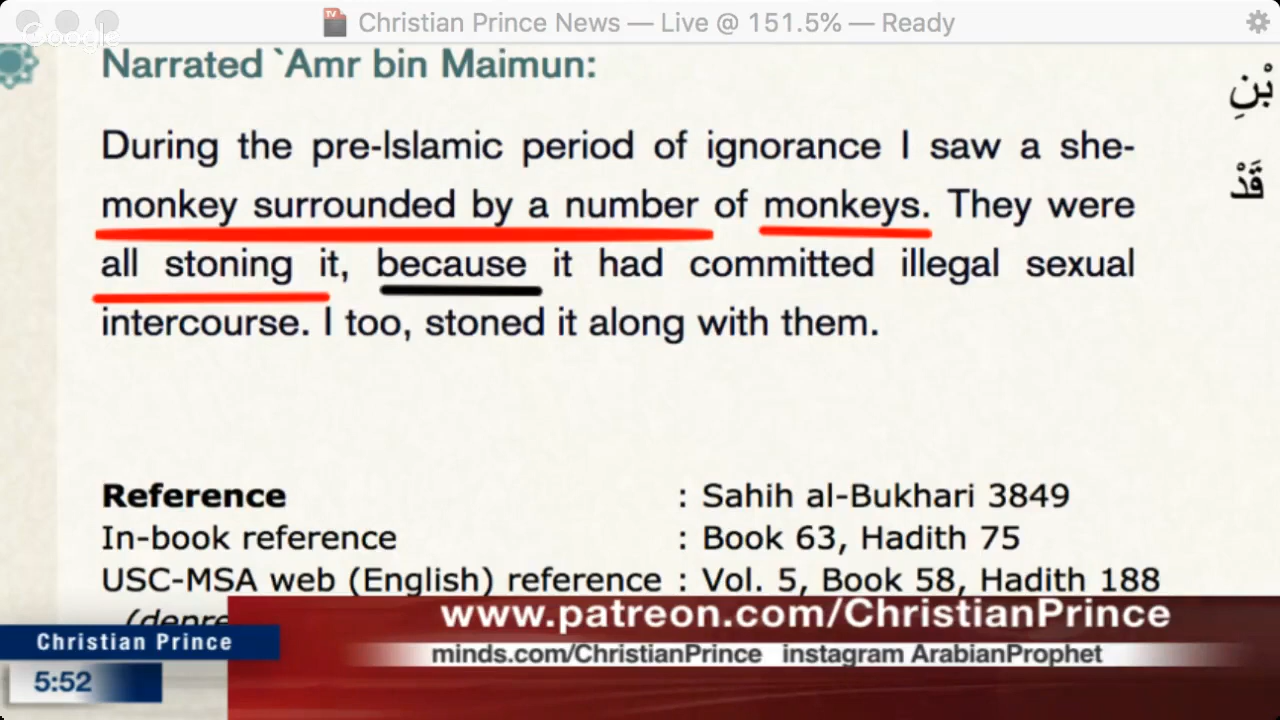 Christian Prince News — Live @ 151.5% — Ready
Google
Narrated `Amr bin Maimun:
بْنِ
During the pre-Islamic period of ignorance I saw a she-
monkey surrounded by a number of monkeys. They were
قَدْ
all stoning it, because it had committed illegal sexual
intercourse. I too, stoned it along with them.
Reference : Sahih al-Bukhari 3849
In-book reference : Book 63, Hadith 75
USC-MSA web (English) reference : Vol. 5, Book 58, Hadith 188
(depre
www.patreon.com/ChristianPrince
Christian Prince
minds.com/ChristianPrince instagram ArabianProphet
5:52